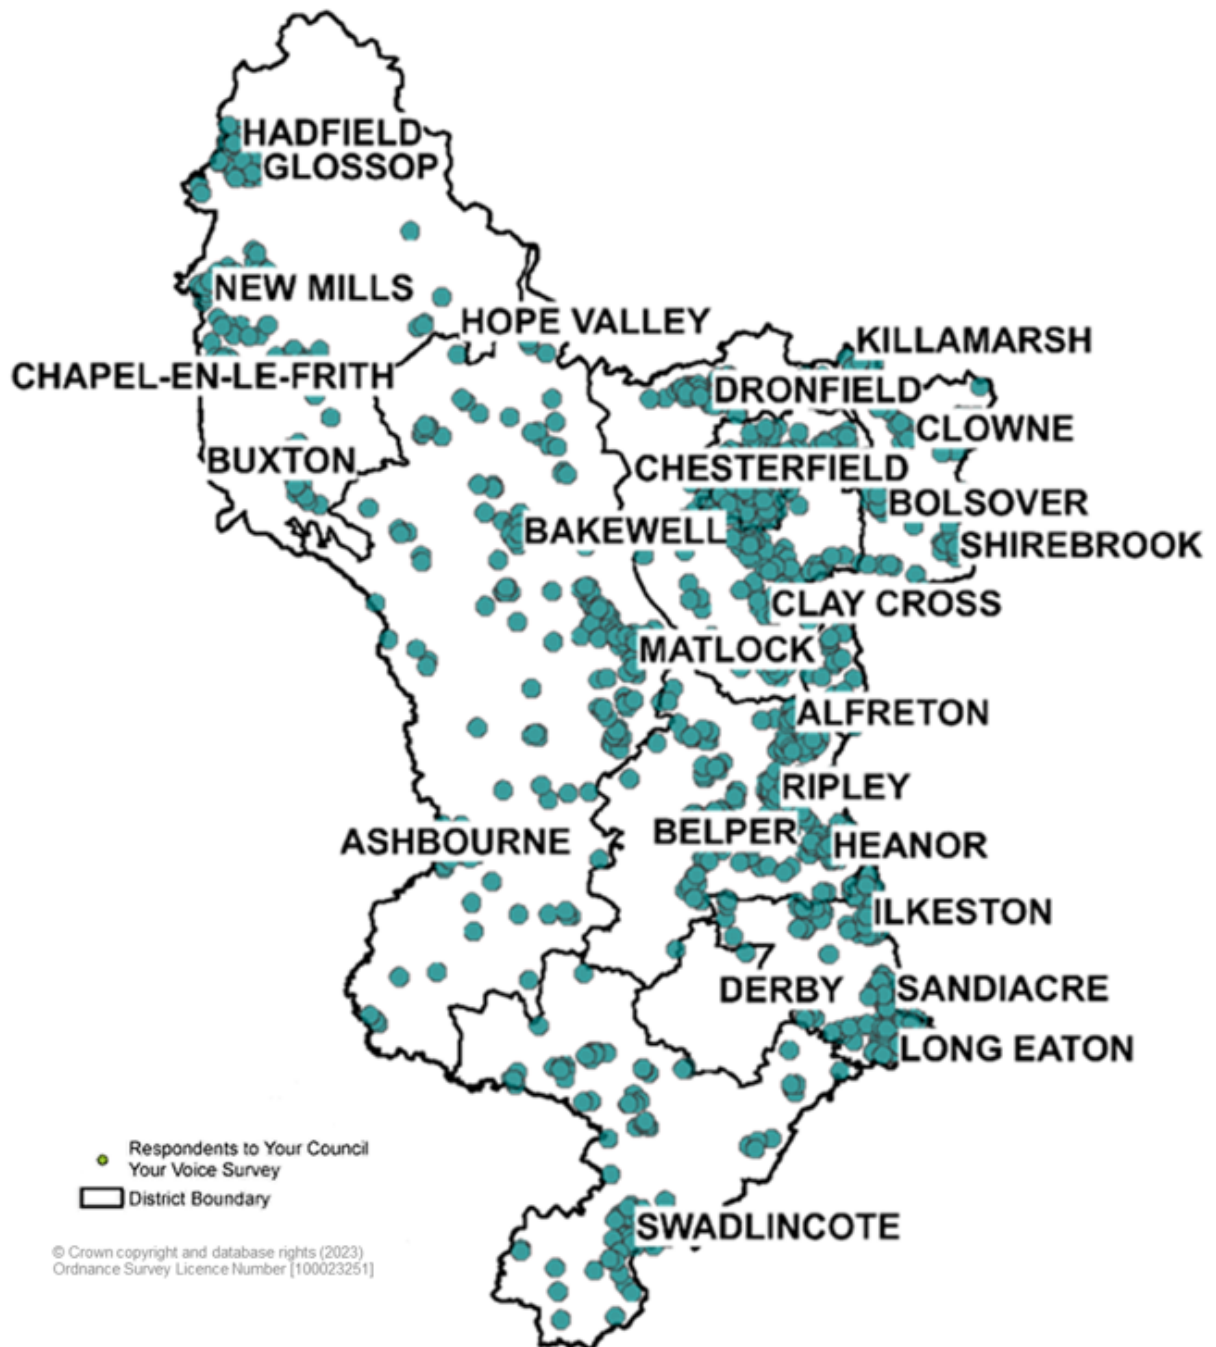 HADFIELD
GLOSSOP
NEW MILLS
HOPE VALLEY
KILLAMARSH
CHAPEL-EN-LE-FRITH
DRONFIELD
CLOWNE
BUXTON
CHESTERFIELD
BOLSOVER
BAKEWELL
SHIREBROOK
CLAY CROSS
MATLOCK
ALFRETON
RIPLEY
ASHBOURNE
BELPER
HEANOR
ILKESTON
DERBY
SANDIACRE
LONG EATON
Respondents to Your Council
Your Voice Survey
District Boundary
SWADLINCOTE
© Crown copyright and database rights (2023)
Ordnance Survey Licence Number [100023251]